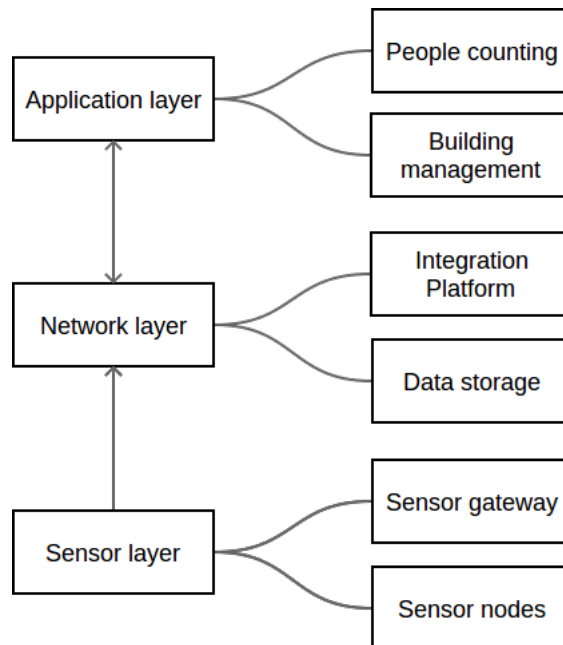 People counting
Application layer
Building
management
Integration
Platform
Network layer
Data storage
Sensor gateway
Sensor layer
Sensor nodes